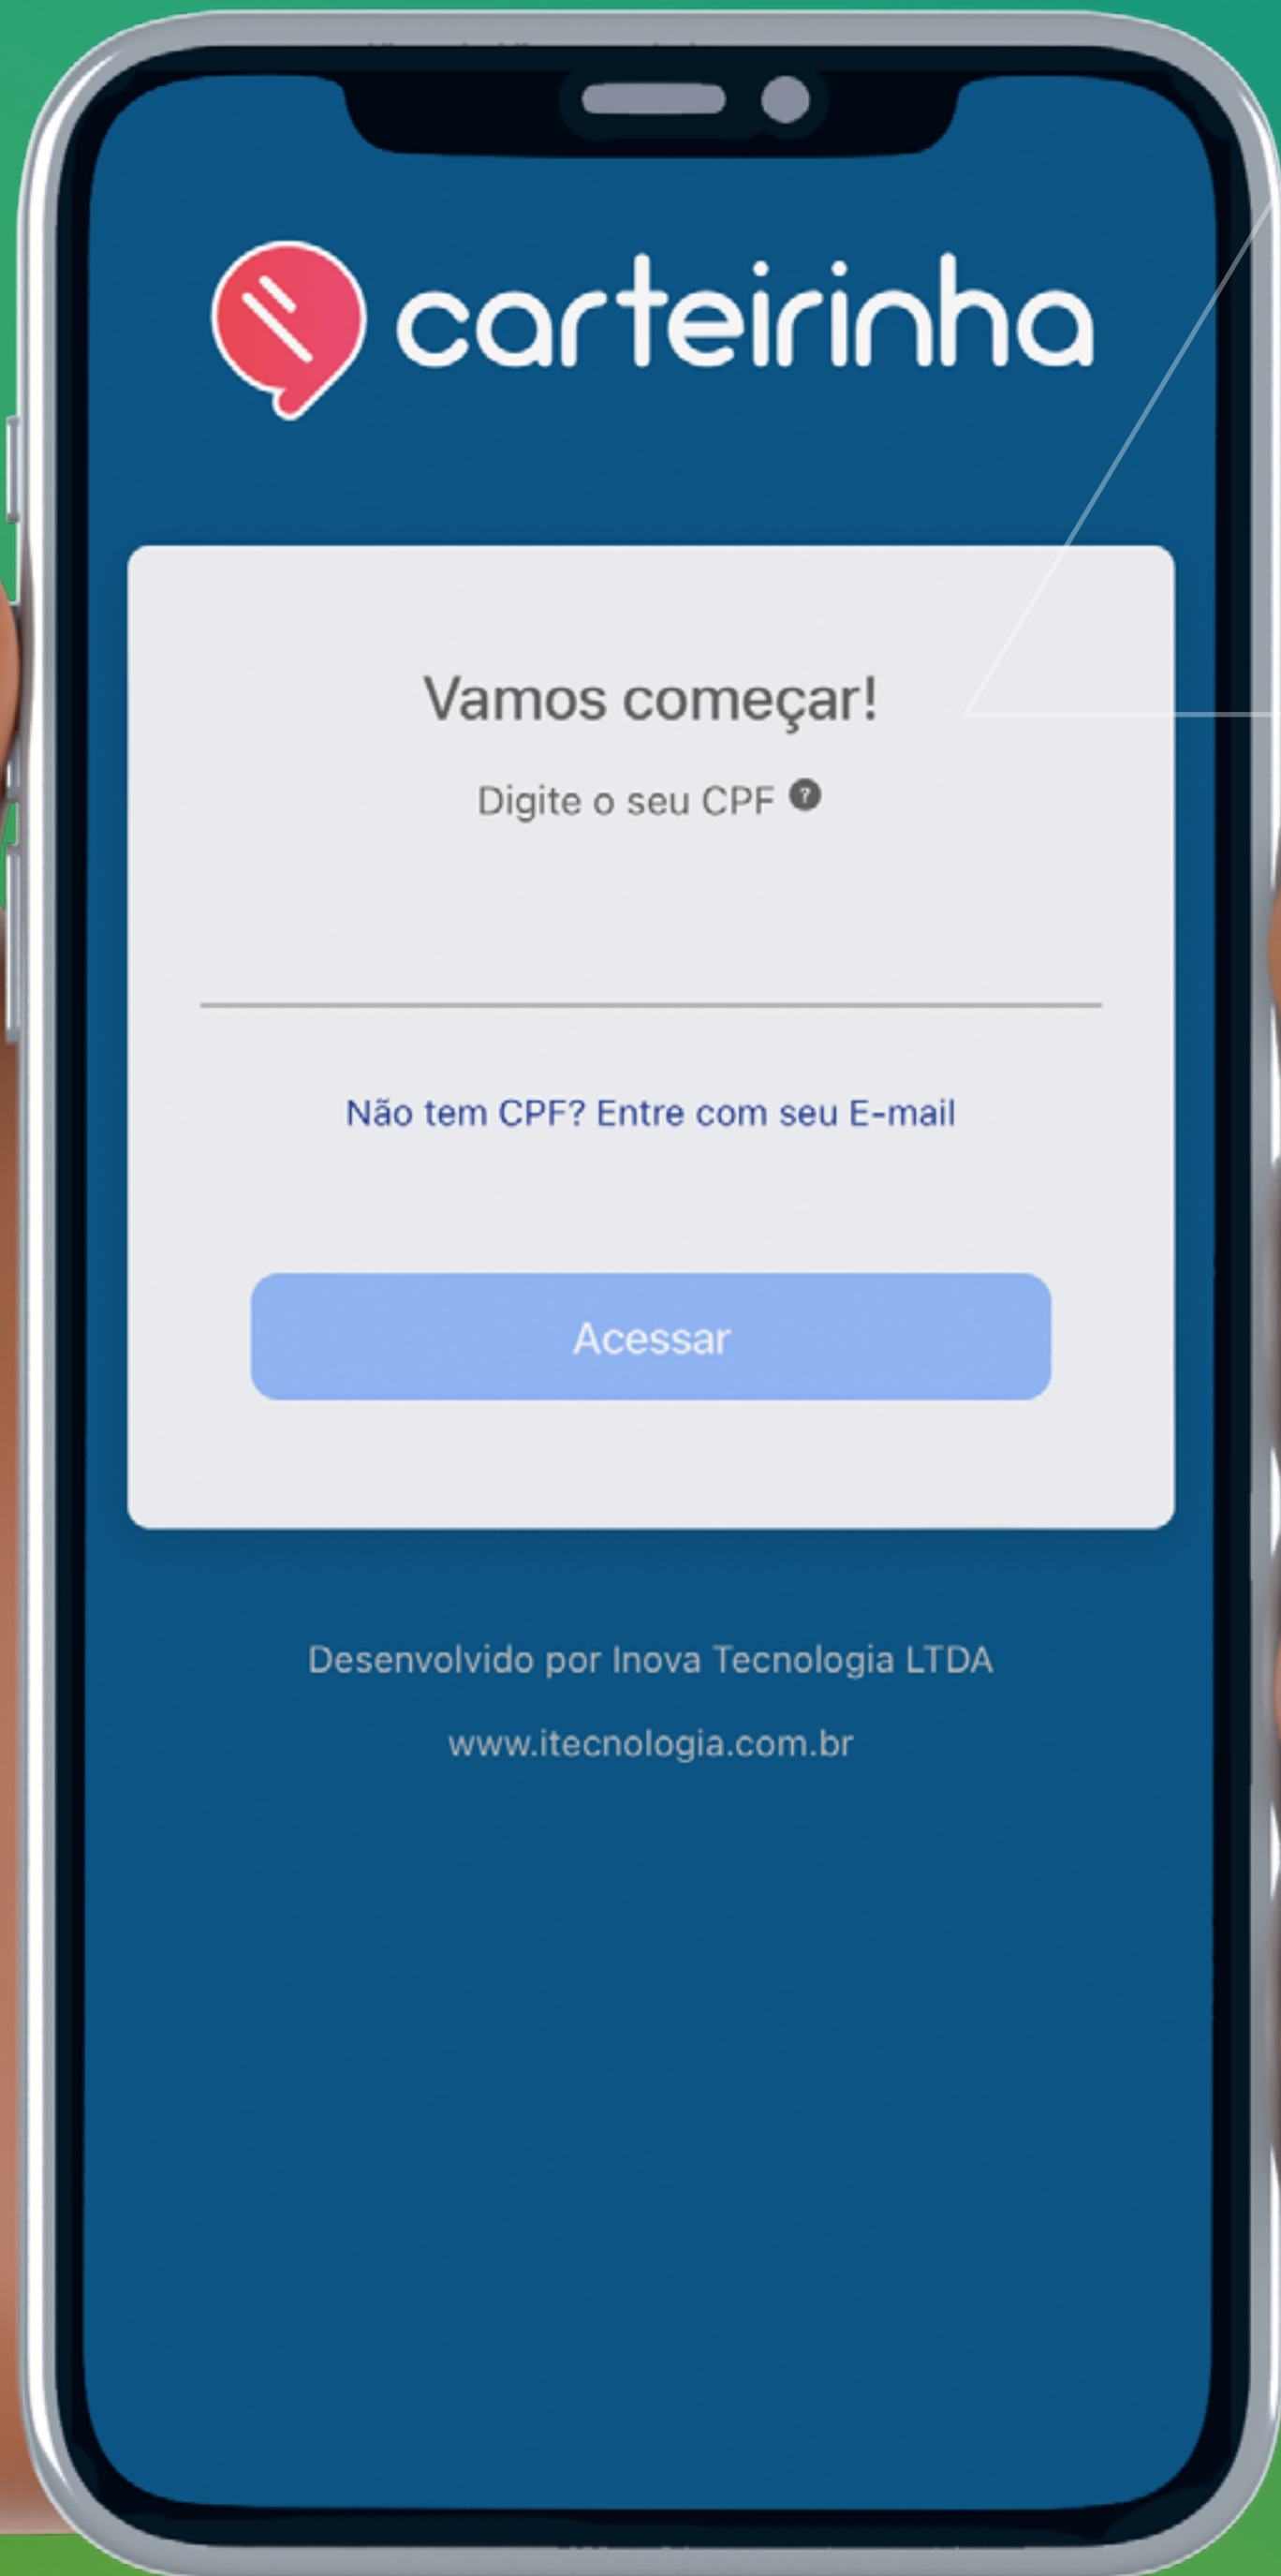 carteirinha
Vamos começar!
Digite o seu CPF ?
Não tem CPF? Entre com seu E-mail
Acessar
Desenvolvido por Inova Tecnologia LTDA
www.itecnologia.com.br